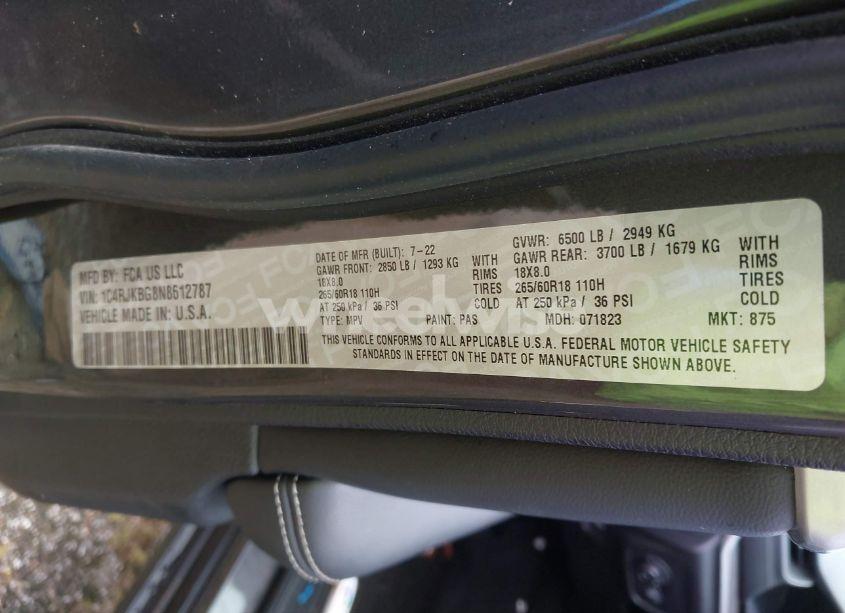 MFD BY: FCA US LLC
VIN: 1C4RJKBG8N8612787
VEHICLE MADE IN: U.S.A.
DATE OF MFR (BUILT): 7-22
GAWR FRONT: 2850 LB / 1293 KG WITH
18X8.0 RIMS
265/60R18 110H TIRES
AT 250 kPa / 36 PSI COLD
TYPE: MPV PAINT: PAS MDH: 071823 MKT: 875
GVWR: 6500 LB / 2949 KG
GAWR REAR: 3700 LB / 1679 KG WITH
18X8.0 RIMS
265/60R18 110H TIRES
AT 250 kPa / 36 PSI COLD
THIS VEHICLE CONFORMS TO ALL APPLICABLE U.S.A. FEDERAL MOTOR VEHICLE SAFETY
STANDARDS IN EFFECT ON THE DATE OF MANUFACTURE SHOWN ABOVE.